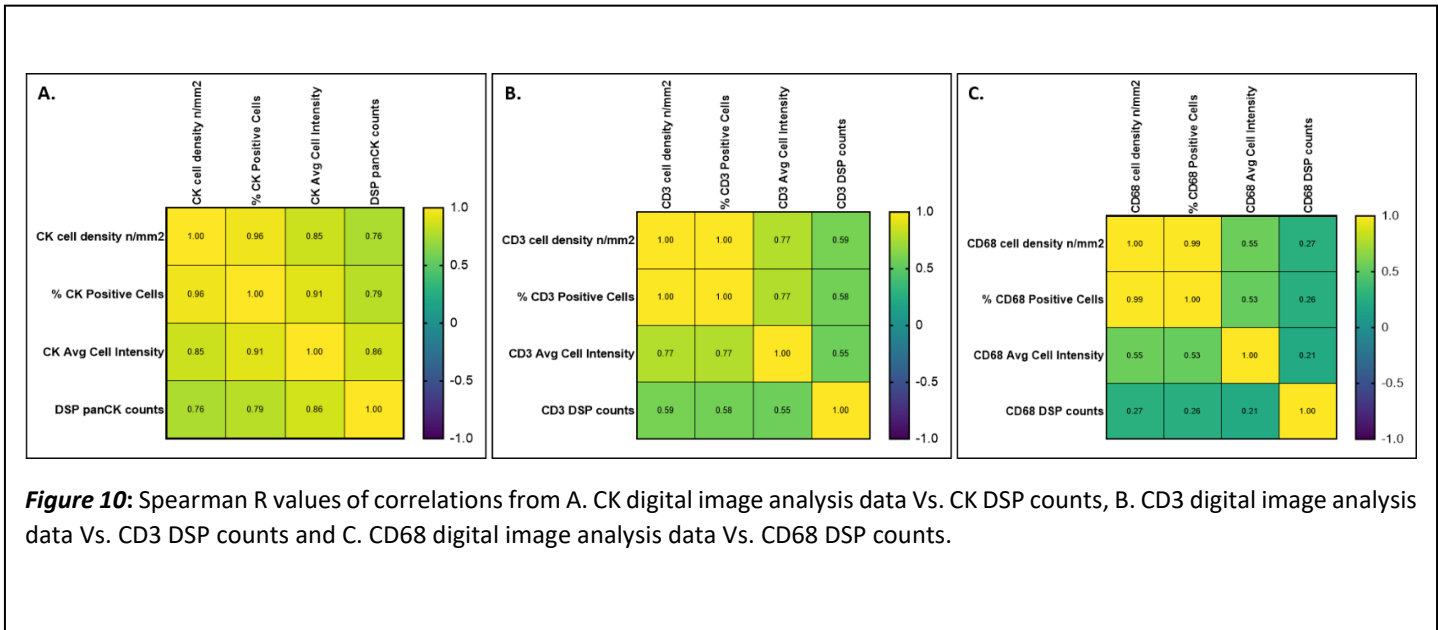 A.
CK cell density n/mm2
% CK Positive Cells
CK Avg Cell Intensity
DSP panCK counts
CK cell density n/mm2 1.00 0.96 0.85 0.76
% CK Positive Cells 0.96 1.00 0.91 0.79
CK Avg Cell Intensity 0.85 0.91 1.00 0.86
DSP panCK counts 0.76 0.79 0.86 1.00
1.0
0.5
0
-0.5
-1.0
B.
CD3 cell density n/mm2
% CD3 Positive Cells
CD3 Avg Cell Intensity
CD3 DSP counts
CD3 cell density n/mm2 1.00 1.00 0.77 0.59
% CD3 Positive Cells 1.00 1.00 0.77 0.58
CD3 Avg Cell Intensity 0.77 0.77 1.00 0.55
CD3 DSP counts 0.59 0.58 0.55 1.00
1.0
0.5
0
-0.5
-1.0
C.
CD68 cell density n/mm2
% CD68 Positive Cells
CD68 Avg Cell Intensity
CD68 DSP counts
CD68 cell density n/mm2 1.00 0.99 0.55 0.27
% CD68 Positive Cells 0.99 1.00 0.53 0.26
CD68 Avg Cell Intensity 0.55 0.53 1.00 0.21
CD68 DSP counts 0.27 0.26 0.21 1.00
1.0
0.5
0
-0.5
-1.0
Figure 10: Spearman R values of correlations from A. CK digital image analysis data Vs. CK DSP counts, B. CD3 digital image analysis
data Vs. CD3 DSP counts and C. CD68 digital image analysis data Vs. CD68 DSP counts.